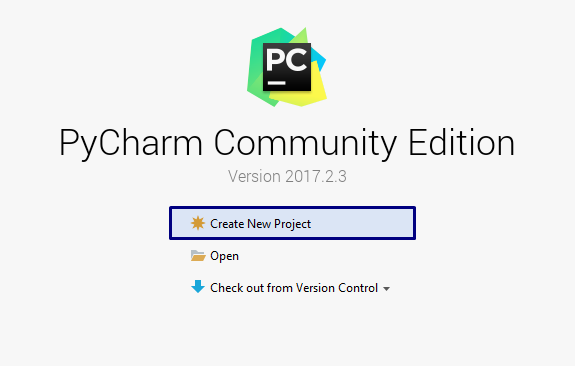 PC
PyCharm Community Edition
Version 2017.2.3
Create New Project
Open
Check out from Version Control